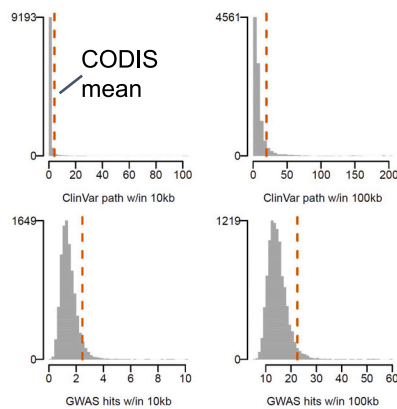 9193
4561
CODIS
mean
0
0
0 20 40 60 80 100
0 50 100 150 200
ClinVar path w/in 10kb
ClinVar path w/in 100kb
1649
1219
0
0
0 2 4 6 8 10
10 20 30 40 50 60
GWAS hits w/in 10kb
GWAS hits w/in 100kb